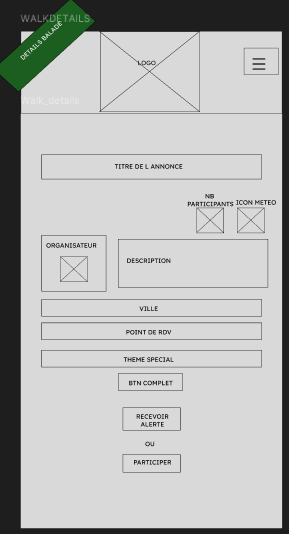 WALKDETAILS
DETAILS BALADE
LOGO
Walk_details
TITRE DE L ANNONCE
NB
PARTICIPANTS
ICON METEO
ORGANISATEUR
DESCRIPTION
VILLE
POINT DE RDV
THEME SPECIAL
BTN COMPLET
RECEVOIR
ALERTE
OU
PARTICIPER